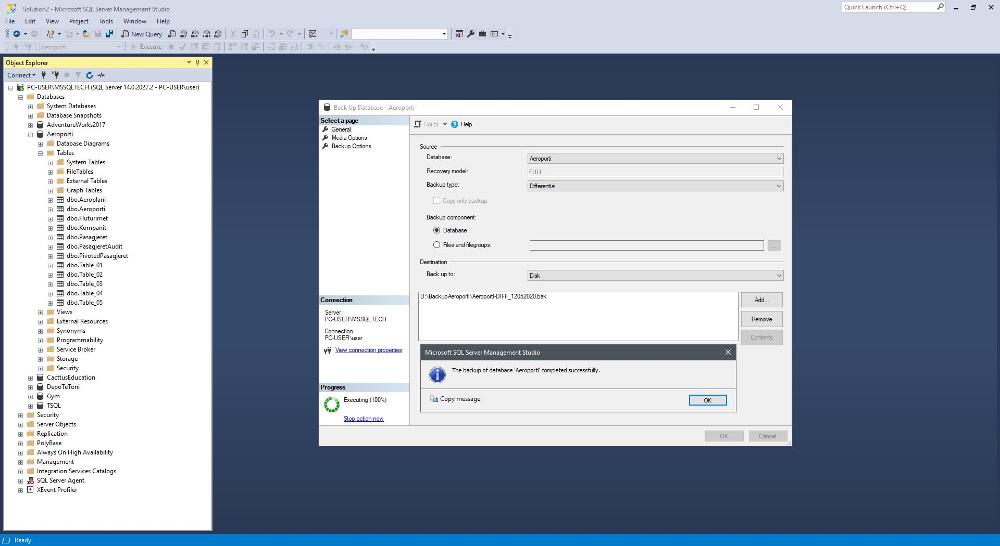 Solution2 - Microsoft SQL Server Management Studio
Quick Launch (Ctrl+Q)
File Edit View Project Tools Window Help
New Query
MDX DMX XMLA DAX
Aeroporti
Execute
Object Explorer
Connect
PC-USER\MSSQLTECH (SQL Server 14.0.2027.2 - PC-USER\user)
Databases
System Databases
Database Snapshots
AdventureWorks2017
Aeroporti
Database Diagrams
Tables
System Tables
FileTables
External Tables
Graph Tables
dbo.Aeroplani
dbo.Aeroporti
dbo.Fluturimet
dbo.Kompanit
dbo.Pasagjeret
dbo.PasagjeretAudit
dbo.PivotedPasagjeret
dbo.Table_01
dbo.Table_02
dbo.Table_03
dbo.Table_04
dbo.Table_05
Views
External Resources
Synonyms
Programmability
Service Broker
Storage
Security
CacttusEducation
DepoTeToni
Gym
TSQL
Security
Server Objects
Replication
PolyBase
Always On High Availability
Management
Integration Services Catalogs
SQL Server Agent
XEvent Profiler
Back Up Database - Aeroporti
Select a page
General
Media Options
Backup Options
Connection
Server:
PC-USER\MSSQLTECH
Connection:
PC-USER\user
View connection properties
Progress
Executing (100%)
Stop action now
Script Help
Source
Database: Aeroporti
Recovery model: FULL
Backup type: Differential
Copy-only backup
Backup component:
Database
Files and filegroups: ...
Destination
Back up to: Disk
D:\BackupAeroporti\Aeroporti-DIFF_12052020.bak
Add...
Remove
Contents
Microsoft SQL Server Management Studio
The backup of database 'Aeroporti' completed successfully.
Copy message OK
OK Cancel
Ready